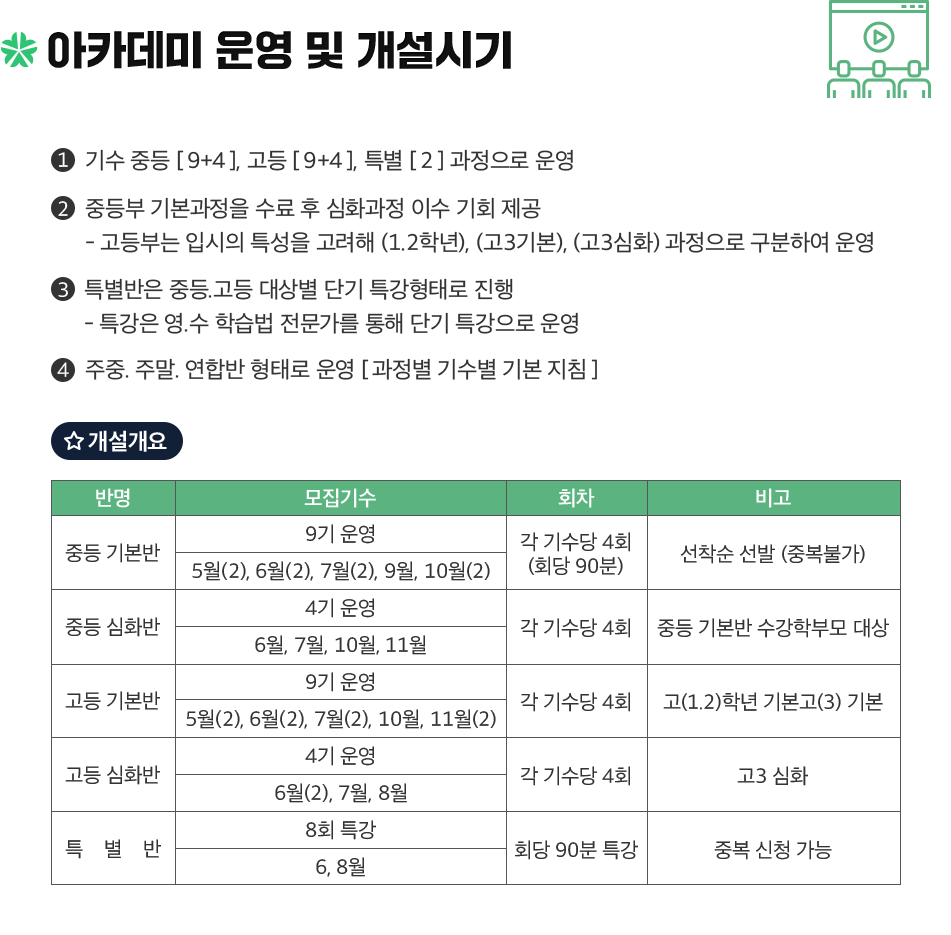 아카데미 운영 및 개설시기
1 기수 중등 [ 9+4 ], 고등 [ 9+4 ], 특별 [ 2 ] 과정으로 운영
2 중등부 기본과정을 수료 후 심화과정 이수 기회 제공
- 고등부는 입시의 특성을 고려해 (1.2학년), (고3기본), (고3심화) 과정으로 구분하여 운영
3 특별반은 중등.고등 대상별 단기 특강형태로 진행
- 특강은 영.수 학습법 전문가를 통해 단기 특강으로 운영
4 주중. 주말. 연합반 형태로 운영 [ 과정별 기수별 기본 지침 ]
개설개요
반명 모집기수 회차 비고
중등 기본반
9기 운영
5월(2), 6월(2), 7월(2), 9월, 10월(2)
각 기수당 4회
(회당 90분)
선착순 선발 (중복불가)
중등 심화반
4기 운영
6월, 7월, 10월, 11월
각 기수당 4회
중등 기본반 수강학부모 대상
고등 기본반
9기 운영
5월(2), 6월(2), 7월(2), 10월, 11월(2)
각 기수당 4회
고(1.2)학년 기본고(3) 기본
고등 심화반
4기 운영
6월(2), 7월, 8월
각 기수당 4회
고3 심화
특 별 반
8회 특강
6, 8월
회당 90분 특강
중복 신청 가능